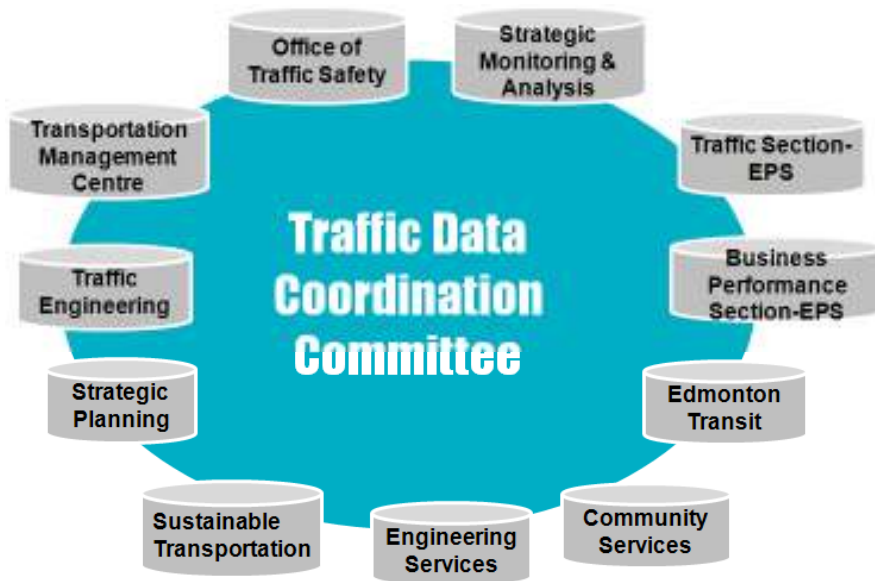 Office of
Traffic Safety
Strategic
Monitoring &
Analysis
Transportation
Management
Centre
Traffic Section-
EPS
Traffic Data
Coordination
Committee
Traffic
Engineering
Business
Performance
Section-EPS
Strategic
Planning
Edmonton
Transit
Sustainable
Transportation
Engineering
Services
Community
Services